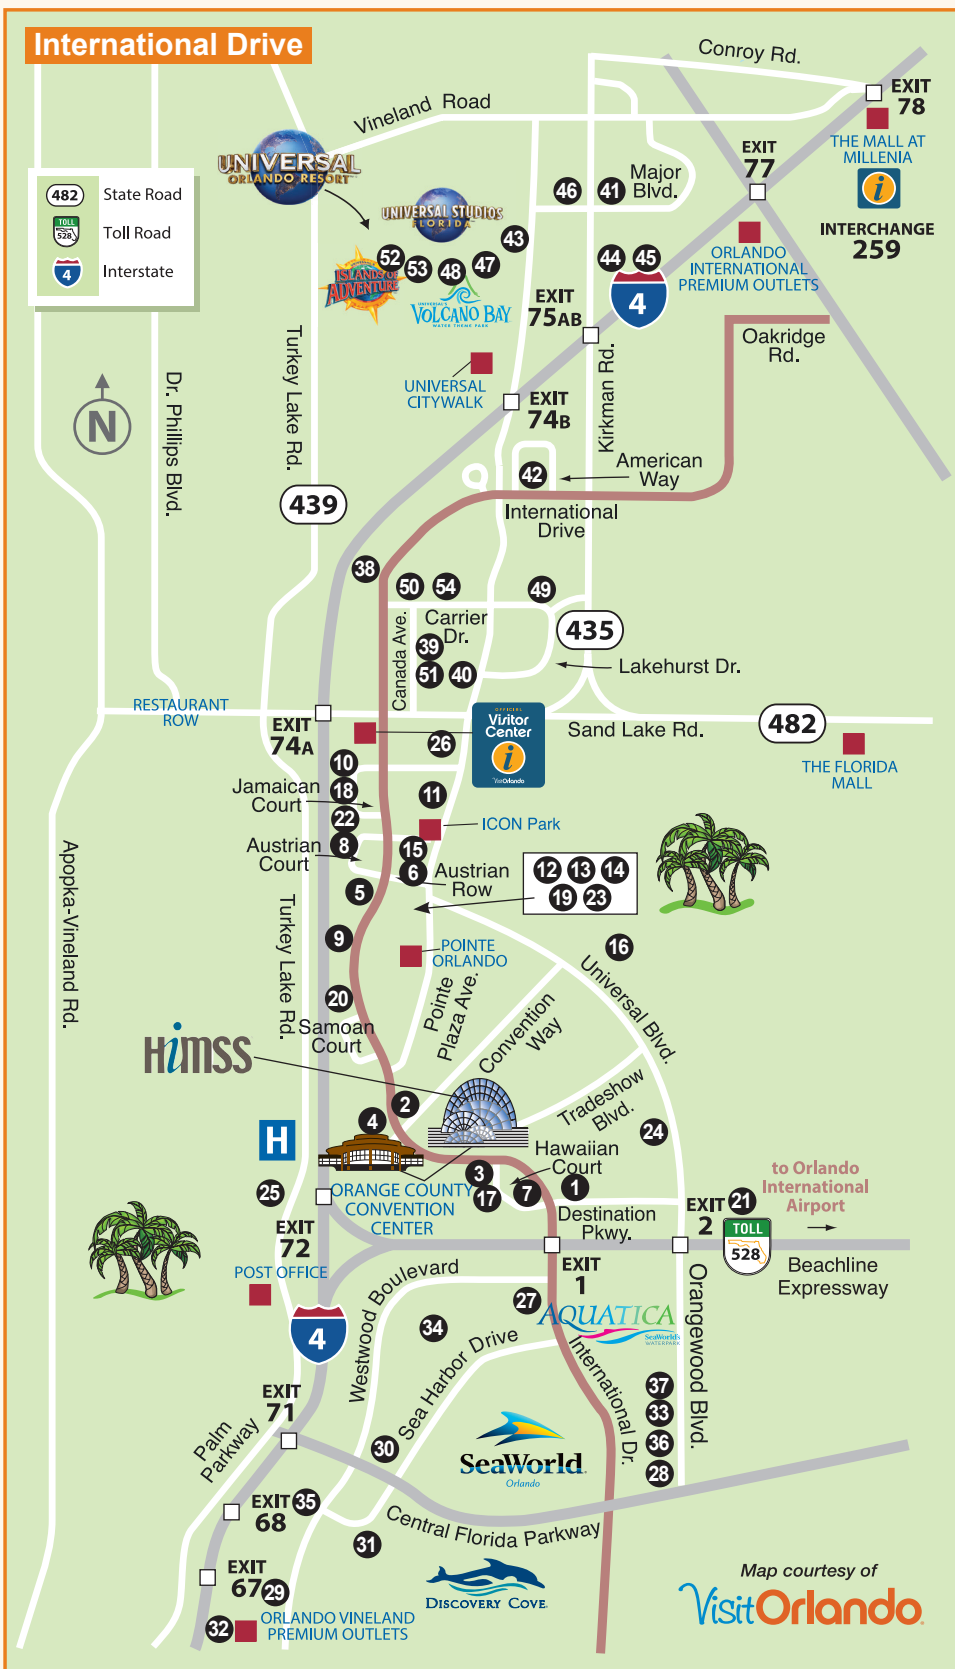 International Drive
Conroy Rd.
EXIT
78
Vineland Road
THE MALL AT
MILLENIA
i
INTERCHANGE
259
EXIT
77
UNIVERSAL
ORLANDO RESORT
46
41
Major
Blvd.
482
State Road
TOLL
528
Toll Road
4
Interstate
UNIVERSAL STUDIOS
FLORIDA
43
52
53
48
47
44
45
ORLANDO
INTERNATIONAL
PREMIUM OUTLETS
ISLANDS OF
ADVENTURE
UNIVERSAL'S
VOLCANO BAY
WATER THEME PARK
EXIT
75AB
4
Oakridge
Rd.
Turkey Lake Rd.
Dr. Phillips Blvd.
Kirkman Rd.
N
UNIVERSAL
CITYWALK
EXIT
74B
American
Way
42
439
International
Drive
38
50
54
49
Canada Ave.
Carrier
Dr.
435
39
51
40
Lakehurst Dr.
RESTAURANT
ROW
EXIT
74A
OFFICIAL
Visitor
Center
i
VisitOrlando
Sand Lake Rd.
482
26
THE FLORIDA
MALL
10
Jamaican
Court
18
11
22
ICON Park
Austrian
Court
8
15
6
Austrian
Row
12
13
14
19
23
5
Apopka-Vineland Rd.
Turkey Lake Rd.
9
POINTE
ORLANDO
16
Universal Blvd.
20
Samoan
Court
Pointe
Plaza Ave.
Convention
Way
HiMSS
2
4
Tradeshow
Blvd.
24
H
Hawaiian
Court
3
17
7
1
25
ORANGE COUNTY
CONVENTION
CENTER
Destination
Pkwy.
EXIT
2
21
to Orlando
International
Airport
TOLL
528
Beachline
Expressway
EXIT
72
POST OFFICE
EXIT
1
4
Westwood Boulevard
27
AQUATICA
SeaWorld's
WATERPARK
34
Sea Harbor Drive
International Dr.
Orangewood Blvd.
37
33
36
28
EXIT
71
Palm
Parkway
30
SeaWorld
Orlando
EXIT
68
35
31
Central Florida Parkway
EXIT
67
29
DISCOVERY COVE
32
ORLANDO VINELAND
PREMIUM OUTLETS
Map courtesy of
VisitOrlando